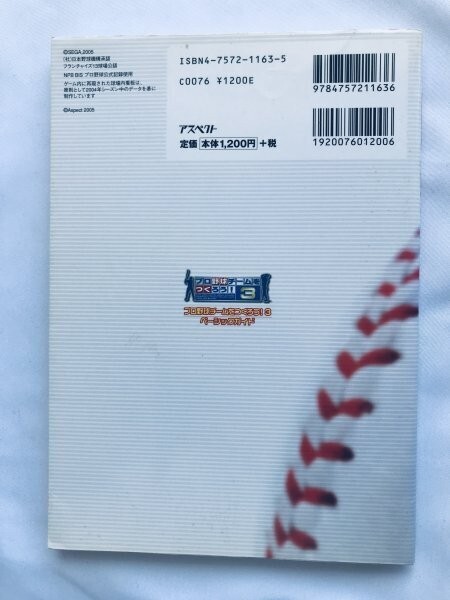 ©SEGA,2005
(社)日本野球機構承認
フランチャイズ13球場公認
NPB BIS プロ野球公式記録使用
ゲーム内に再現された球場内看板は、
原則として2004年シーズン中のデータを基に
制作しています
©Aspect 2005
ISBN4-7572-1163-5
C0076 ¥1200E
アスペクト
定価 本体1,200円 +税
9784757211636
1920076012006
プロ野球チームを
つくろう! 3
プロ野球チームをつくろう! 3
ベーシックガイド